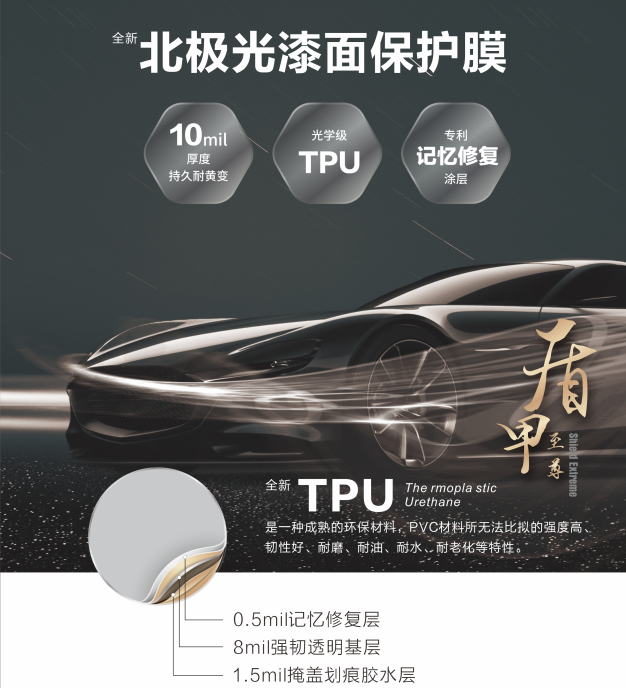 全新 北极光漆面保护膜
10mil
厚度
持久耐黄变
光学级
TPU
专利
记忆修复
涂层
盾甲
至尊
Shield Extreme
全新 TPU The rmopla stic
Urethane
是一种成熟的环保材料，PVC材料所无法比拟的强度高、
韧性好、耐磨、耐油、耐水、耐老化等特性。
0.5mil记忆修复层
8mil强韧透明基层
1.5mil掩盖划痕胶水层